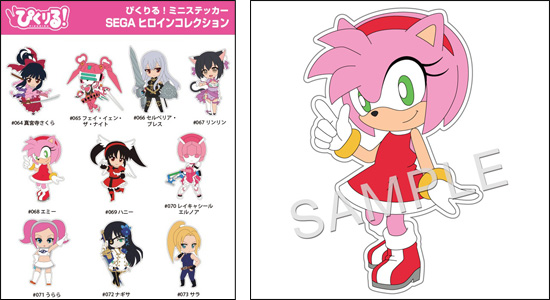 ぴくりる!
ぴくりる!ミニステッカー
SEGA ヒロインコレクション
#064 真宮寺さくら
#065 フェイ・イェン・
ザ・ナイト
#066 セルベリア・
ブレス
#067 リンリン
#068 エミー
#069 ハニー
#070 レイキャシール
エルノア
#071 うらら
#072 ナギサ
#073 サラ
SAMPLE